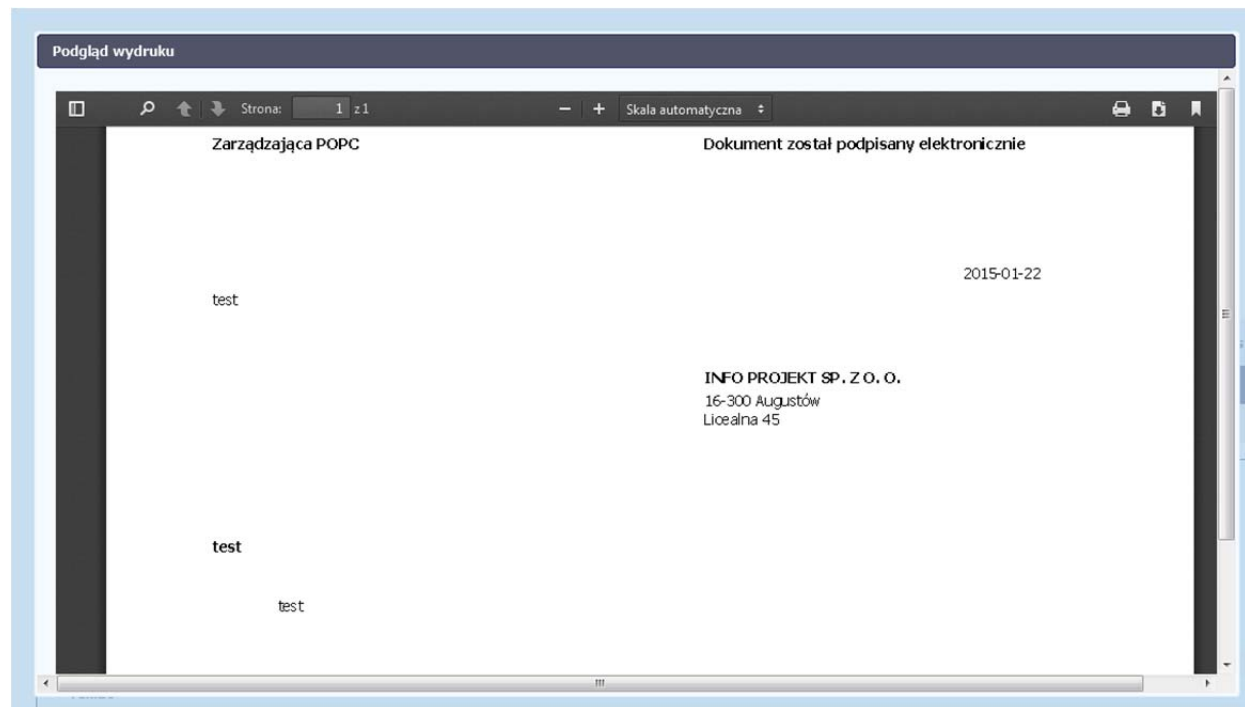 Podgląd wydruku
Strona: 1 z 1 Skala automatyczna
Zarządzająca POPC Dokument został podpisany elektronicznie
2015-01-22
test
INFO PROJEKT SP. Z O. O.
16-300 Augustów
Licealna 45
test
test